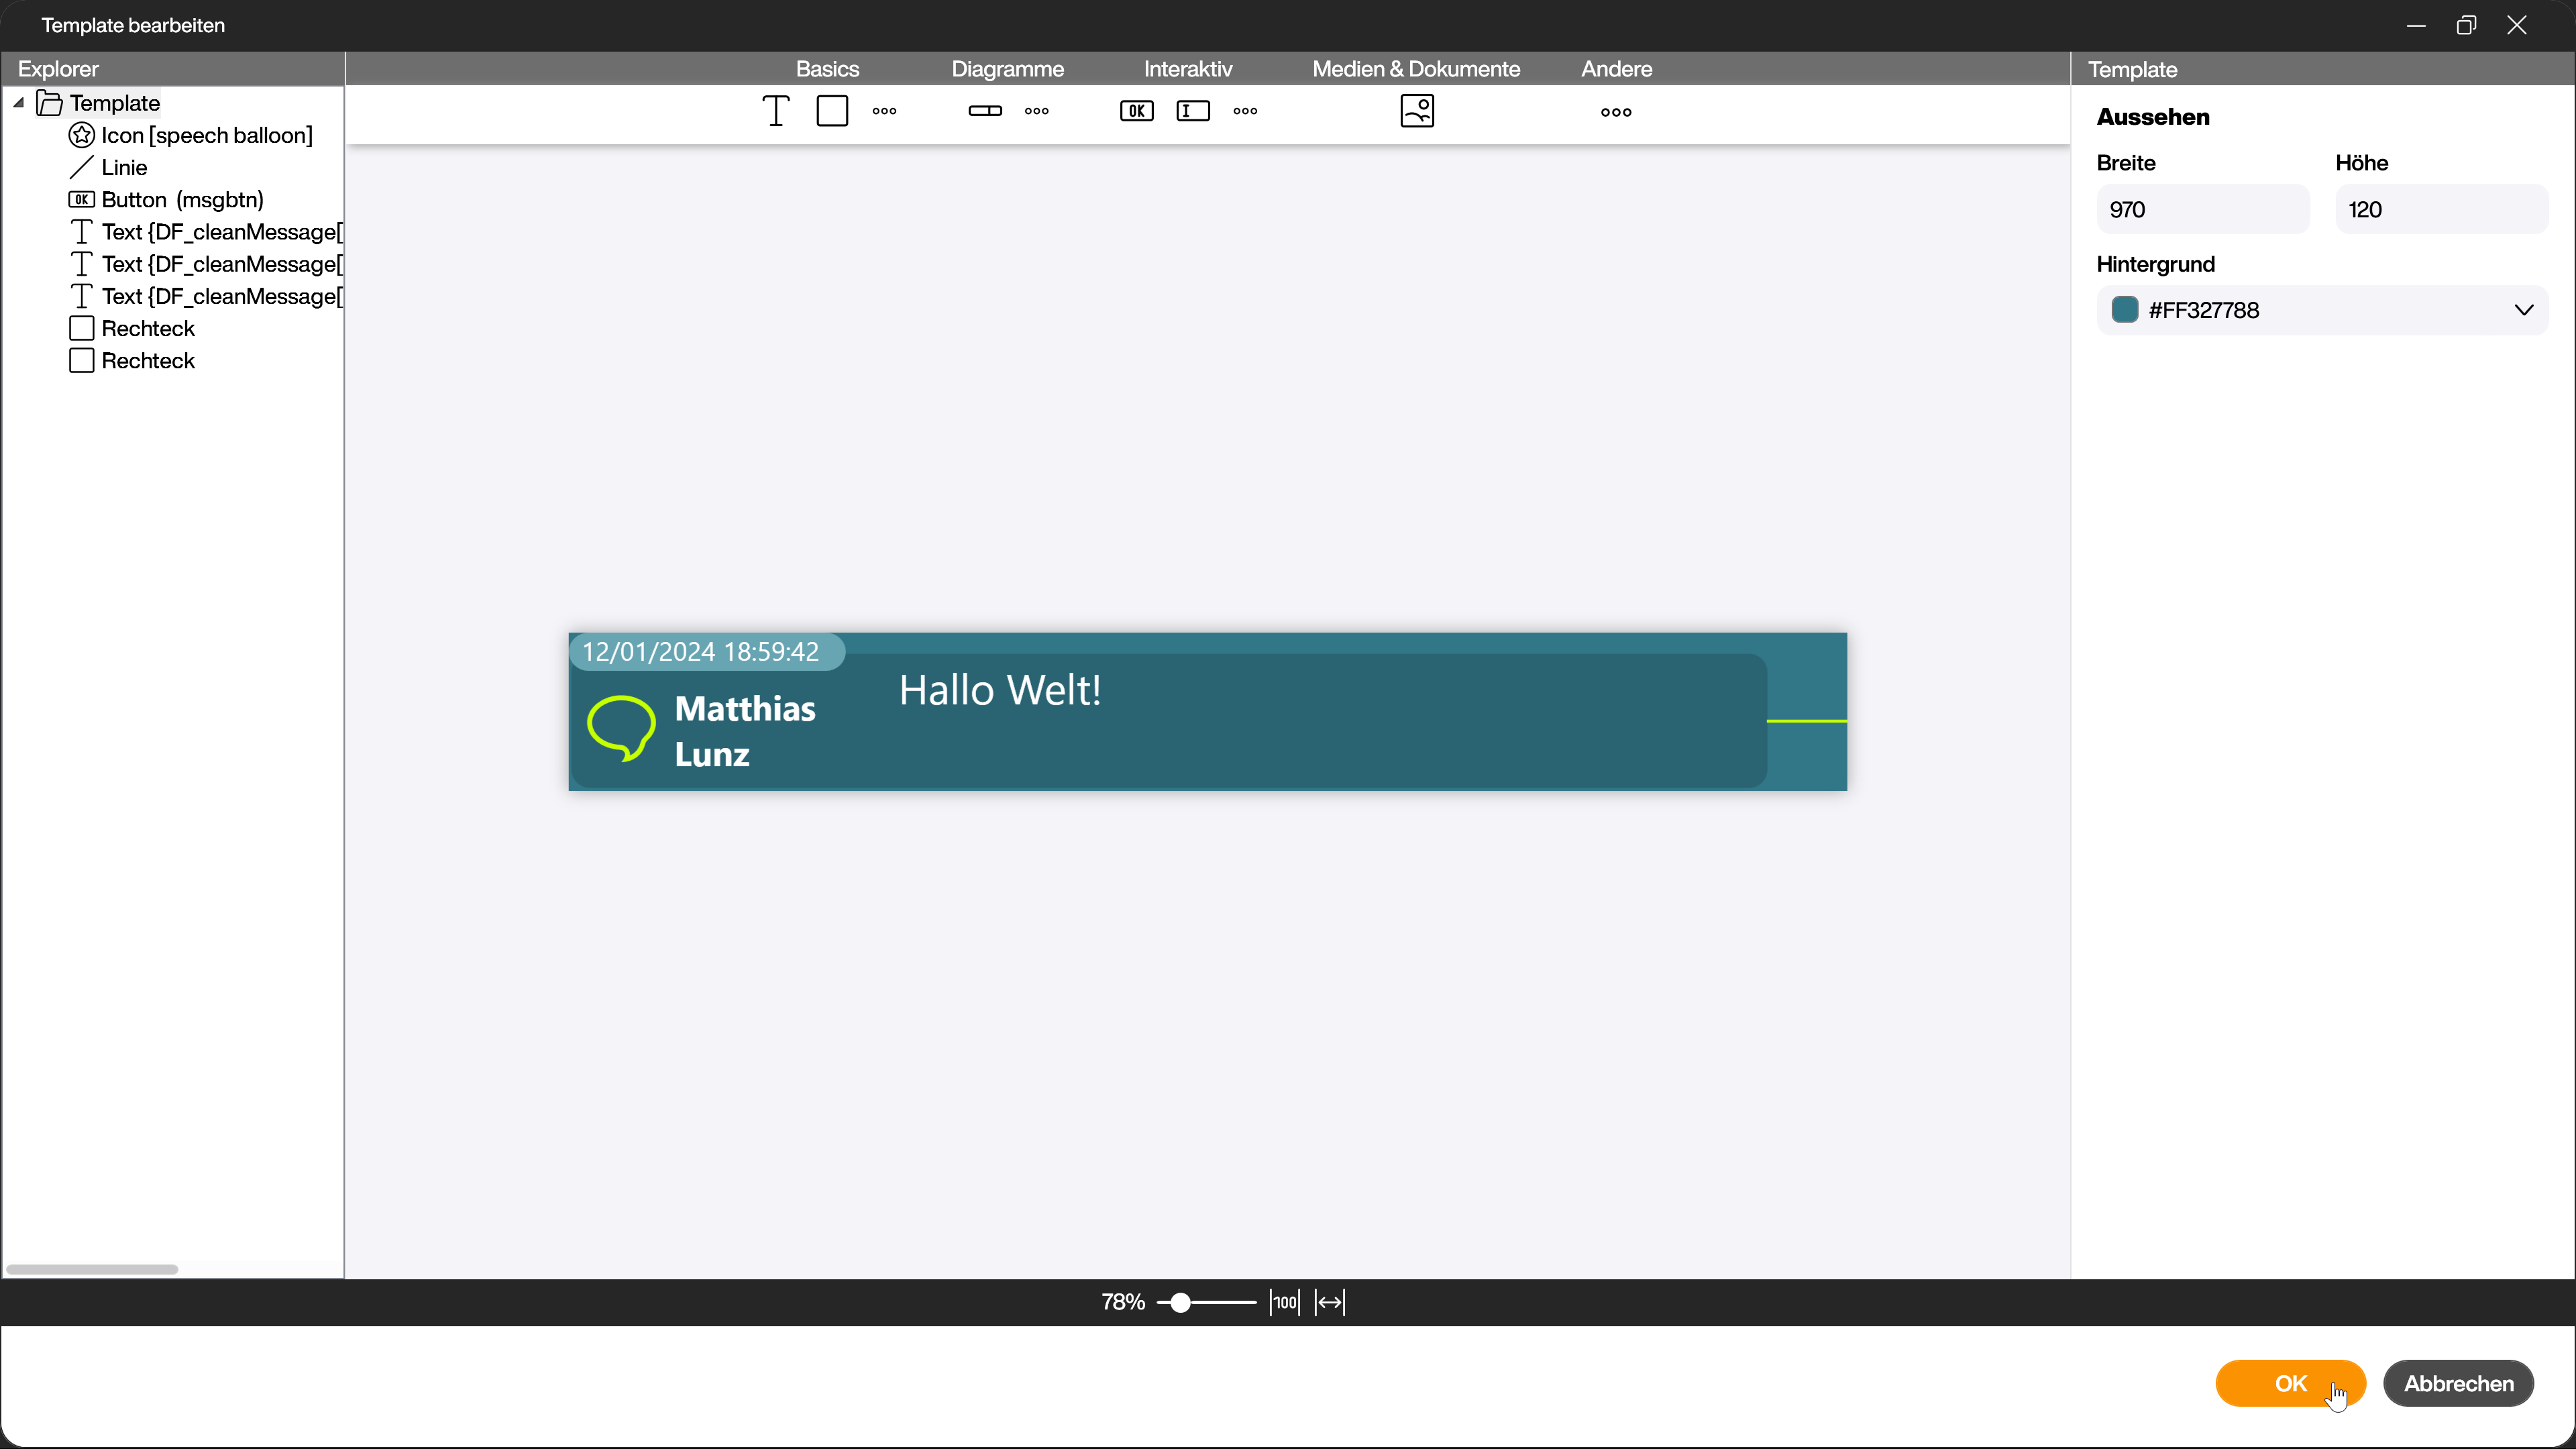 Template bearbeiten
Explorer
Basics
Diagramme
Interaktiv
Medien & Dokumente
Andere
Template
Template
Icon [speech balloon]
Linie
OK Button (msgbtn)
Text {DF_cleanMessage[
Text {DF_cleanMessage[
Text {DF_cleanMessage[
Rechteck
Rechteck
OK
I
12/01/2024 18:59:42
Matthias
Lunz
Hallo Welt!
Aussehen
Breite
Höhe
970
120
Hintergrund
#FF327788
78%
100
OK
Abbrechen